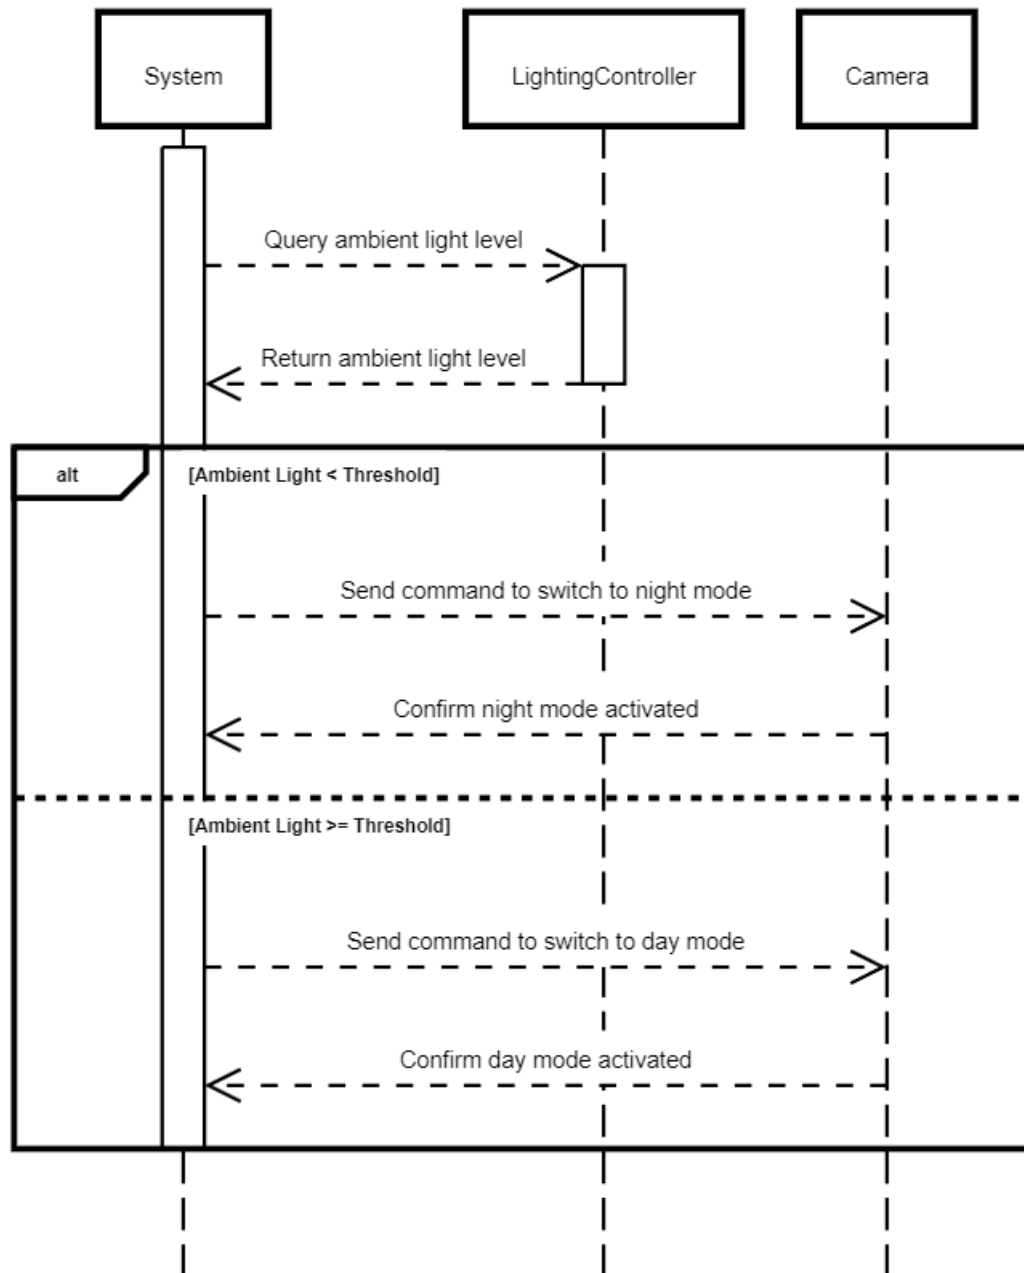 System
LightingController
Camera
Query ambient light level
Return ambient light level
alt
[Ambient Light < Threshold]
Send command to switch to night mode
Confirm night mode activated
[Ambient Light >= Threshold]
Send command to switch to day mode
Confirm day mode activated